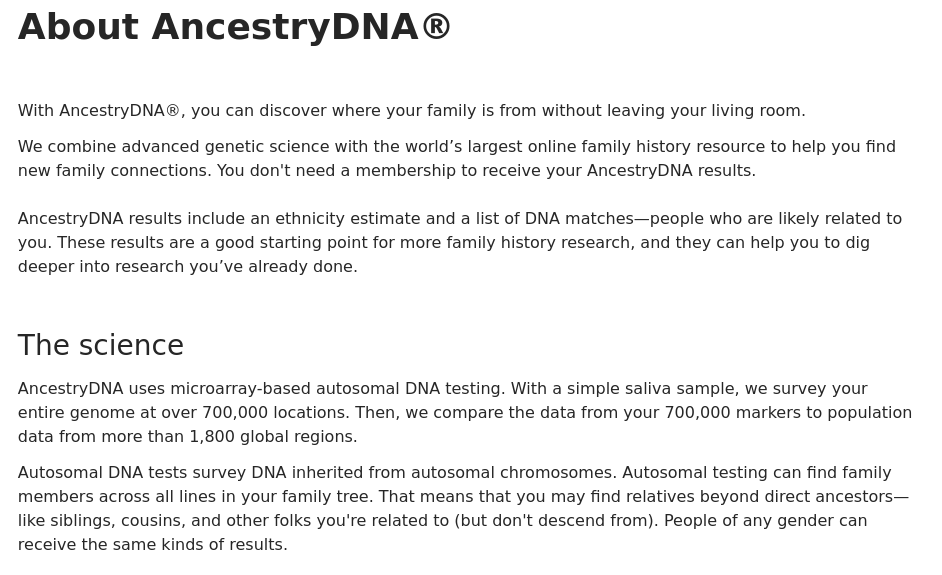 About AncestryDNA®
With AncestryDNA®, you can discover where your family is from without leaving your living room.
We combine advanced genetic science with the world’s largest online family history resource to help you find
new family connections. You don't need a membership to receive your AncestryDNA results.
AncestryDNA results include an ethnicity estimate and a list of DNA matches—people who are likely related to
you. These results are a good starting point for more family history research, and they can help you to dig
deeper into research you’ve already done.
The science
AncestryDNA uses microarray-based autosomal DNA testing. With a simple saliva sample, we survey your
entire genome at over 700,000 locations. Then, we compare the data from your 700,000 markers to population
data from more than 1,800 global regions.
Autosomal DNA tests survey DNA inherited from autosomal chromosomes. Autosomal testing can find family
members across all lines in your family tree. That means that you may find relatives beyond direct ancestors—
like siblings, cousins, and other folks you're related to (but don't descend from). People of any gender can
receive the same kinds of results.